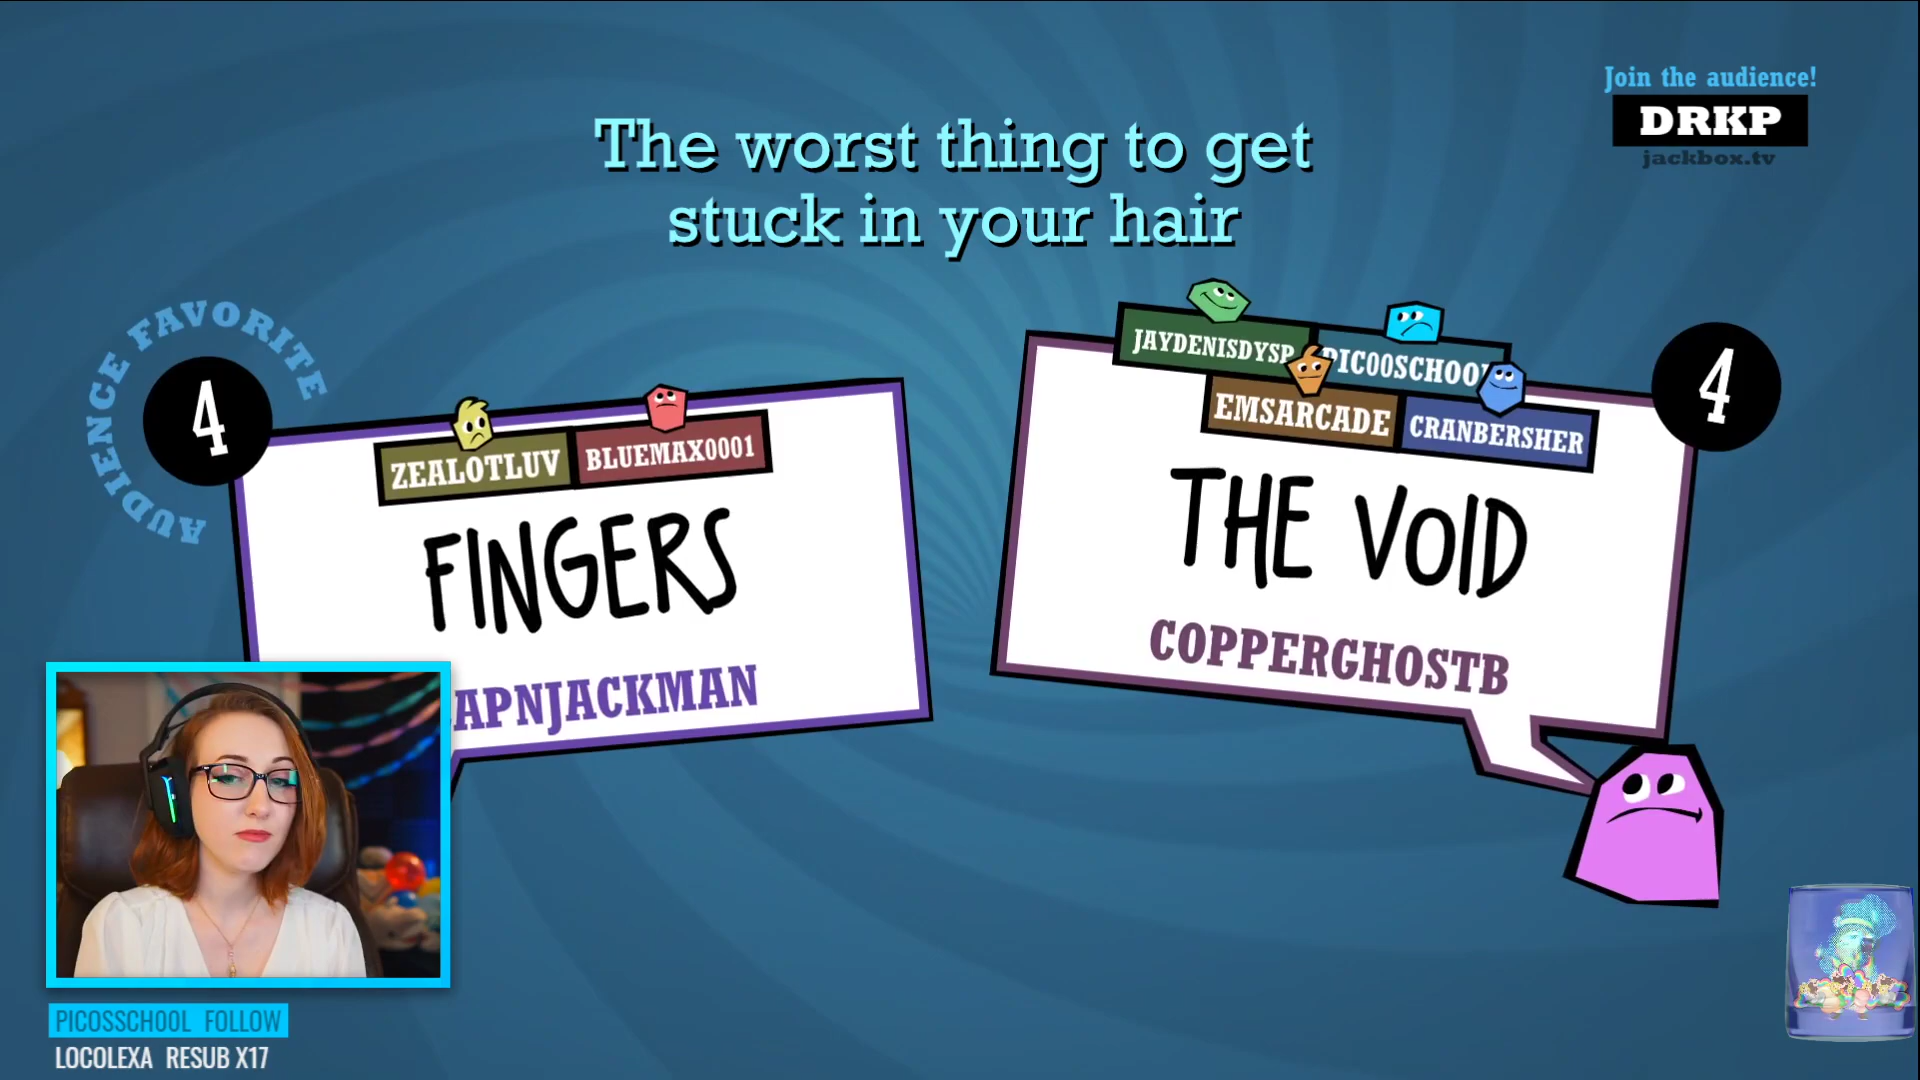 Join the audience!
DRKP
jackbox.tv
The worst thing to get
stuck in your hair
AUDIENCE FAVORITE
4
ZEALOTLUV
BLUEMAX0001
FINGERS
APNJACKMAN
JAYDENISDYSP
PICOOSCHOOL
EMSARCADE
CRANBERSHER
4
THE VOID
COPPERGHOSTB
PICOSSCHOOL FOLLOW
LOCOLEXA RESUB X17